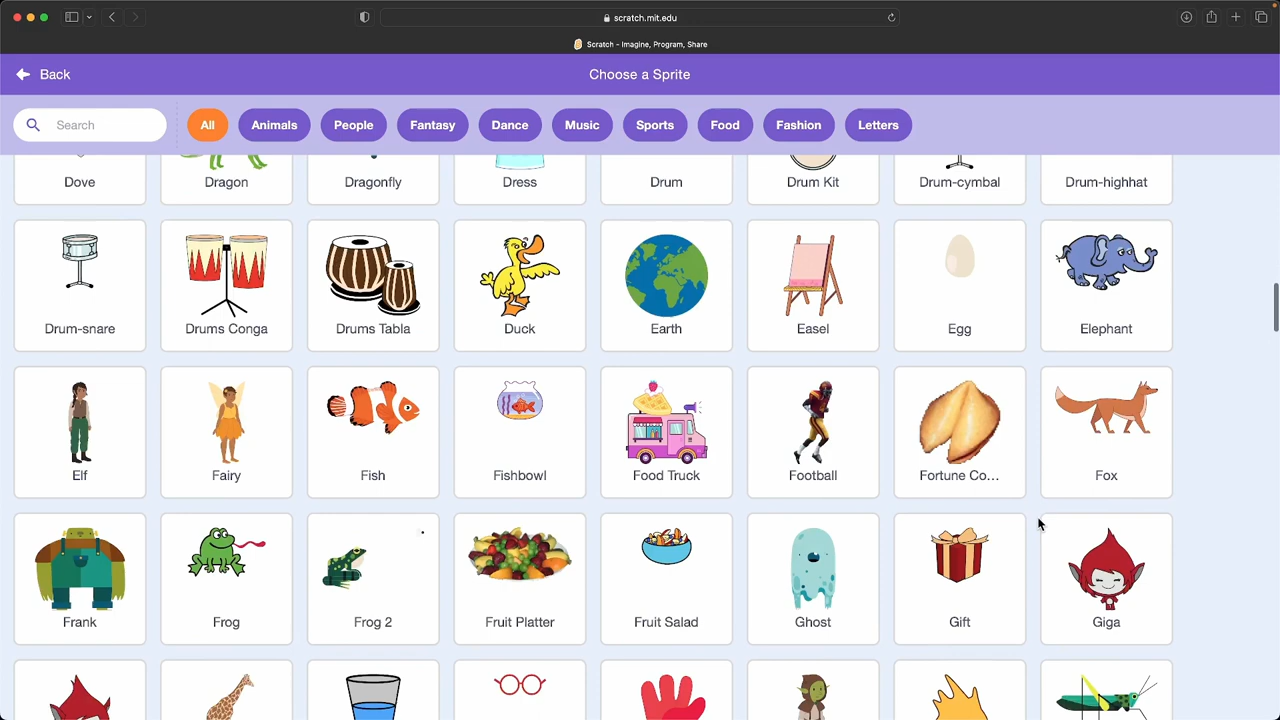 scratch.mit.edu
Scratch - Imagine, Program, Share
Back
Choose a Sprite
Search
All
Animals
People
Fantasy
Dance
Music
Sports
Food
Fashion
Letters
Dove
Dragon
Dragonfly
Dress
Drum
Drum Kit
Drum-cymbal
Drum-highhat
Drum-snare
Drums Conga
Drums Tabla
Duck
Earth
Easel
Egg
Elephant
Elf
Fairy
Fish
Fishbowl
Food Truck
Football
Fortune Co...
Fox
Frank
Frog
Frog 2
Fruit Platter
Fruit Salad
Ghost
Gift
Giga